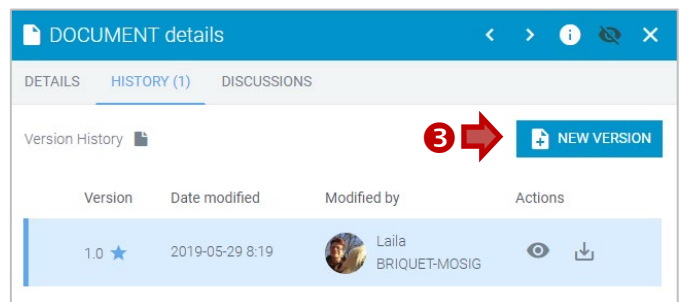 DOCUMENT details
DETAILS HISTORY (1) DISCUSSIONS
Version History 3 NEW VERSION
Version Date modified Modified by Actions
1.0 2019-05-29 8:19 Laila
BRIQUET-MOSIG